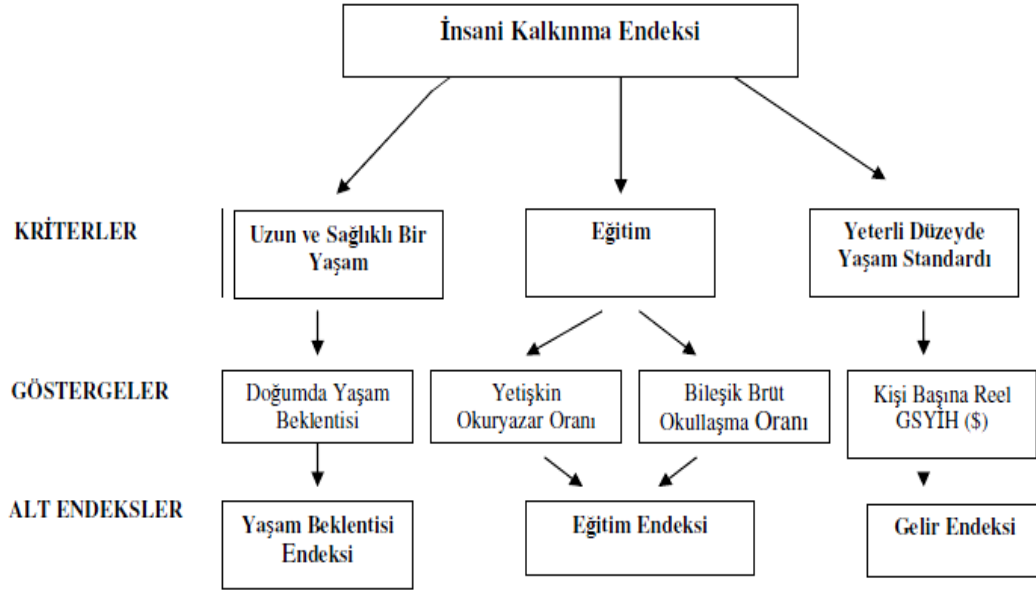 İnsani Kalkınma Endeksi
KRİTERLER
Uzun ve Sağlıklı Bir
Yaşam
Eğitim
Yeterli Düzeyde
Yaşam Standardı
GÖSTERGELER
Doğumda Yaşam
Beklentisi
Yetişkin
Okuryazar Oranı
Bileşik Brüt
Okullaşma Oranı
Kişi Başına Reel
GSYİH ($)
ALT ENDEKSLER
Yaşam Beklentisi
Endeksi
Eğitim Endeksi
Gelir Endeksi